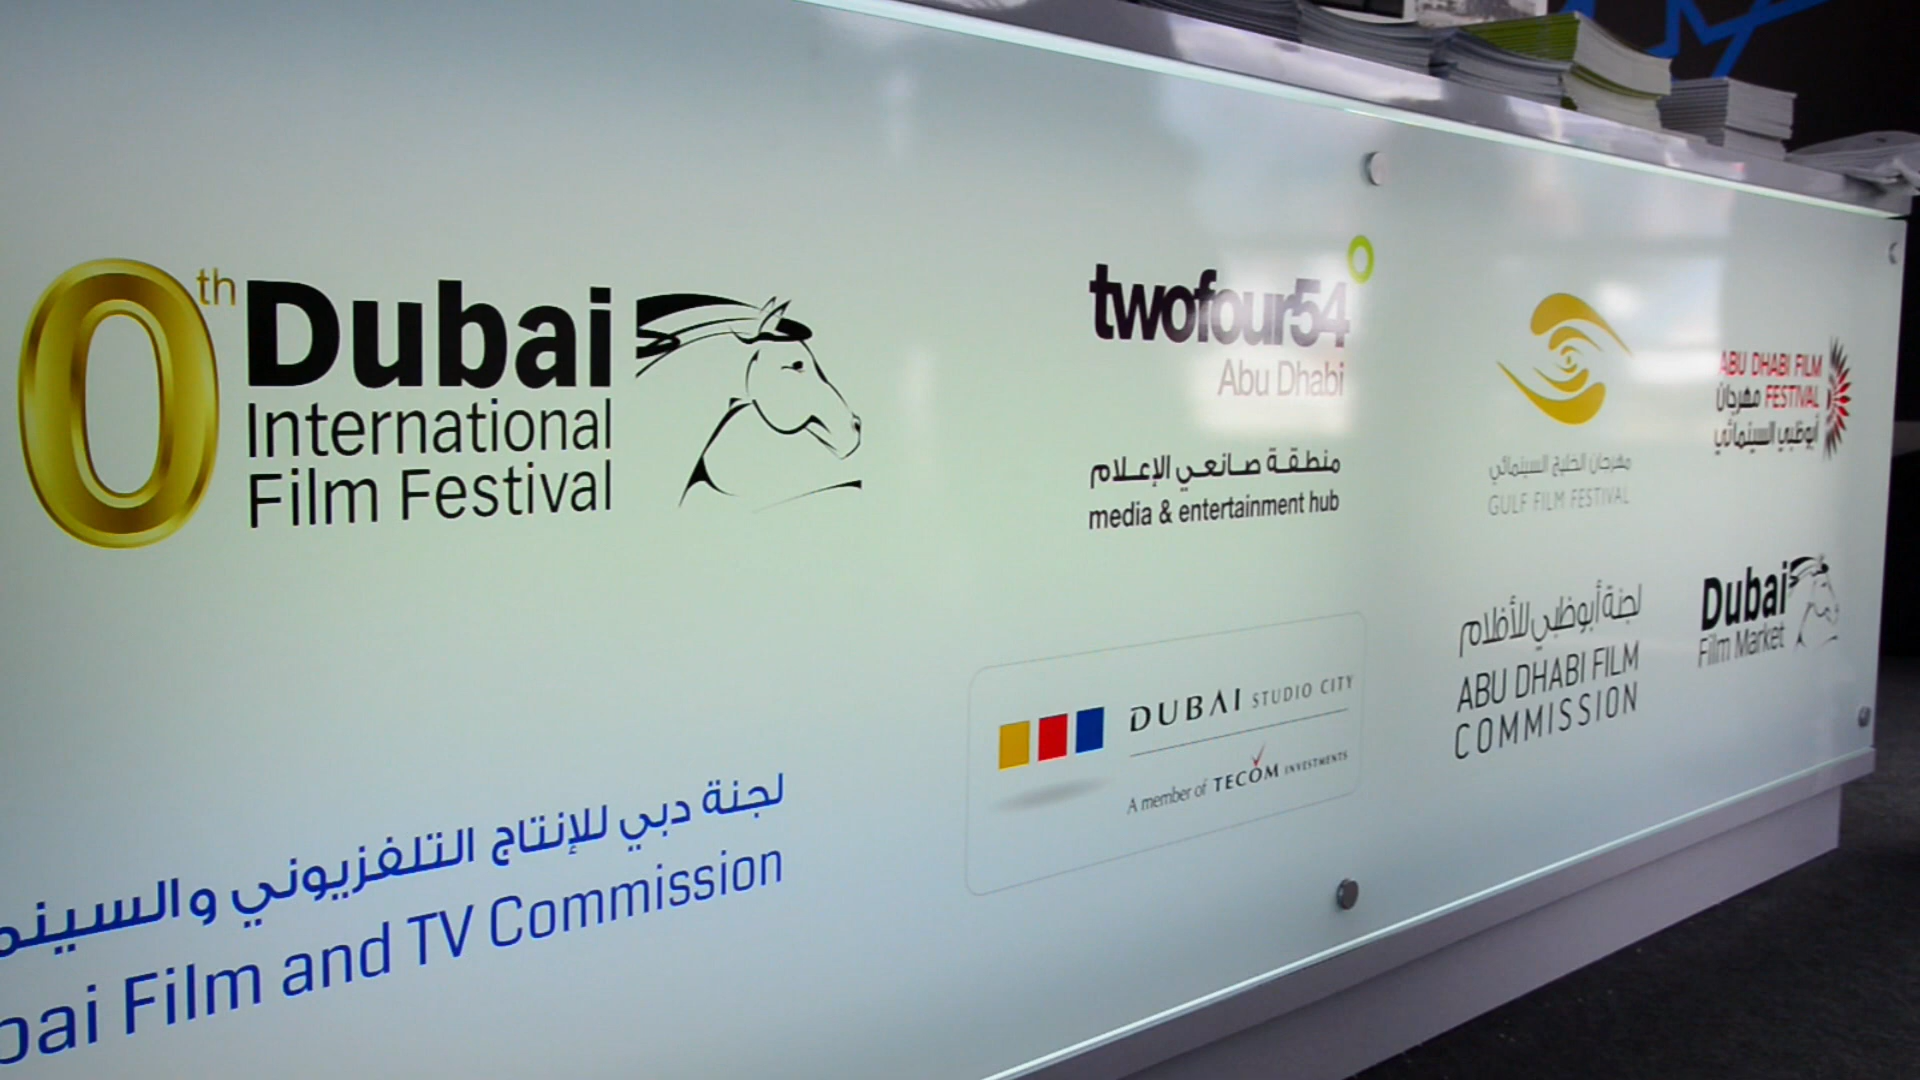 0th Dubai
International
Film Festival
twofour54°
Abu Dhabi
منطقة صانعي الإعلام
media & entertainment hub
مهرجان الخليج السينمائي
GULF FILM FESTIVAL
ABU DHABI FILM
مهرجان FESTIVAL
أبوظبي السينمائي
لجنة دبي للإنتاج التلفزيوني والسينم
bai Film and TV Commission
DUBAI STUDIO CITY
A member of TECOM INVESTMENTS
لجنة أبوظبي للأفلام
ABU DHABI FILM
COMMISSION
Dubai
Film Market